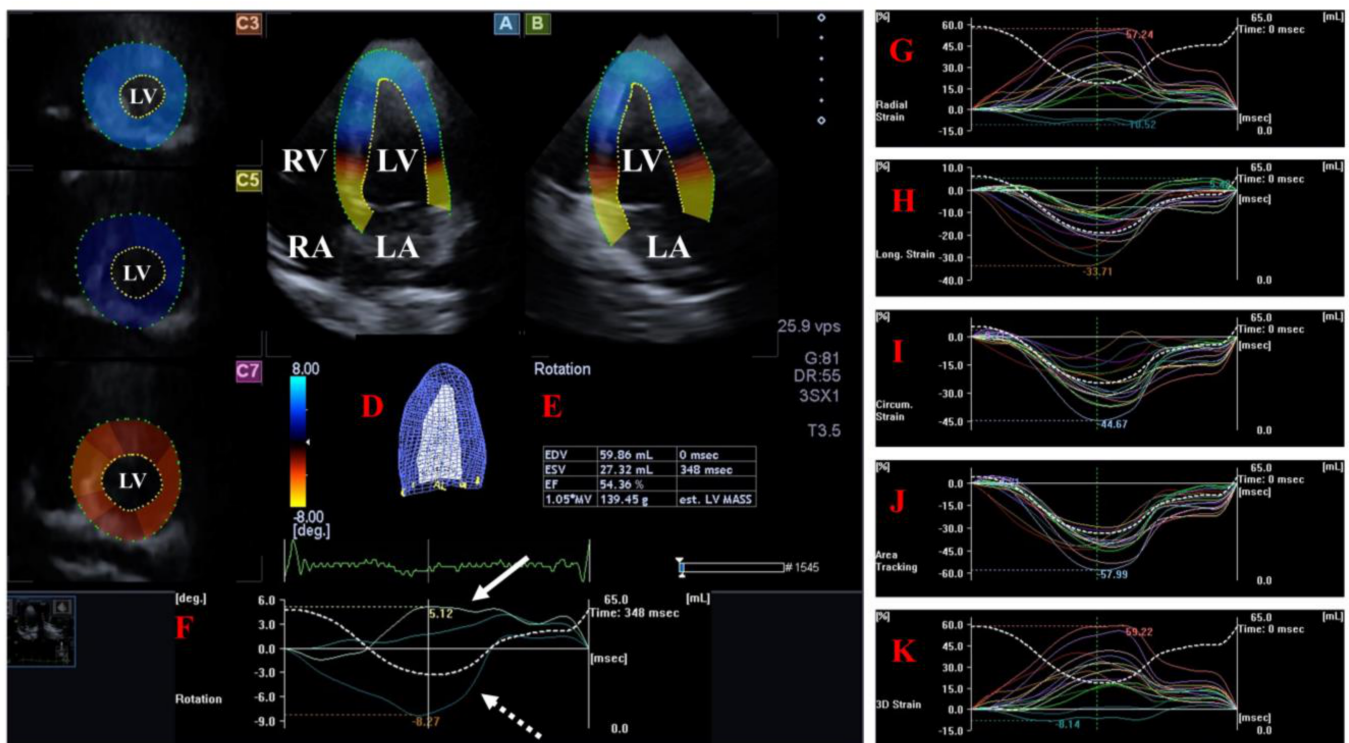 C3
LV
C5
LV
C7
LV
A
RV LV
RA LA
B
LV
LA
25.9 vps
G:81
DR:55
3SX1
T3.5
8.00
-8.00
[deg.]
D
AL
Rotation
E
EDV 59.86 mL 0 msec
ESV 27.32 mL 348 msec
EF 54.36 %
1.05*MV 139.45 g est. LV MASS
#1545
F
[deg.]
6.0
3.0
0.0
-3.0
-6.0
-9.0
Rotation
5.12
-8.27
65.0 [mL]
Time: 348 msec
[msec]
0.0
G
[%]
60.0
45.0
30.0
15.0
0.0
-15.0
Radial
Strain
57.24
-10.52
65.0 [mL]
Time: 0 msec
[msec]
0.0
H
[%]
10.0
0.0
-10.0
-20.0
-30.0
-40.0
Long. Strain
-33.71
65.0 [mL]
Time: 0 msec
[msec]
0.0
I
[%]
0.0
-15.0
-30.0
-45.0
Circum.
Strain
-44.67
65.0 [mL]
Time: 0 msec
[msec]
0.0
J
[%]
0.0
-15.0
-30.0
-45.0
-60.0
Area
Tracking
-57.99
65.0 [mL]
Time: 0 msec
[msec]
0.0
K
[%]
60.0
45.0
30.0
15.0
0.0
-15.0
3D Strain
59.22
-8.14
65.0 [mL]
Time: 0 msec
[msec]
0.0